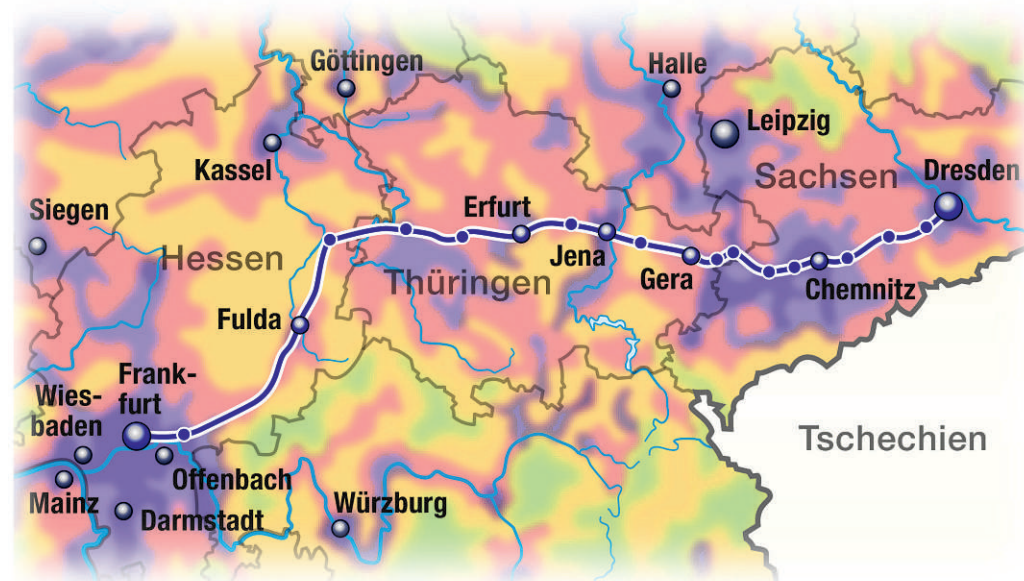 Göttingen
Halle
Leipzig
Kassel
Sachsen
Dresden
Siegen
Erfurt
Hessen
Jena
Thüringen
Gera
Chemnitz
Fulda
Frank-
furt
Wies-
baden
Tschechien
Offenbach
Mainz
Darmstadt
Würzburg